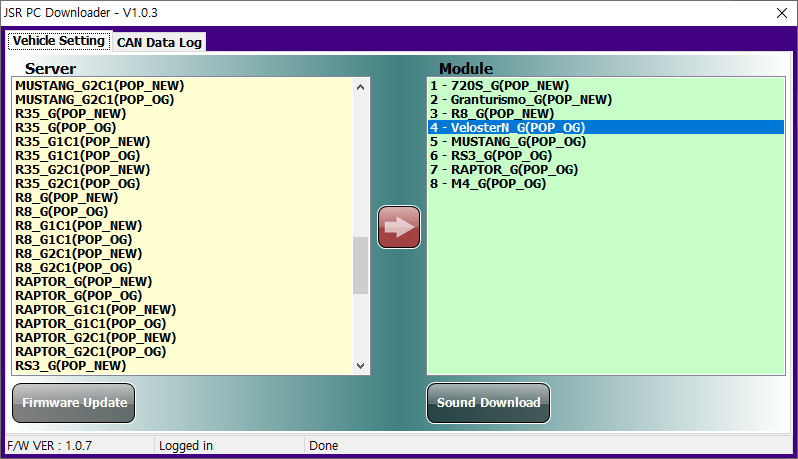 JSR PC Downloader - V1.0.3
Vehicle Setting
CAN Data Log
Server
MUSTANG_G2C1(POP_NEW)
MUSTANG_G2C1(POP_OG)
R35_G(POP_NEW)
R35_G(POP_OG)
R35_G1C1(POP_NEW)
R35_G1C1(POP_OG)
R35_G2C1(POP_NEW)
R35_G2C1(POP_OG)
R8_G(POP_NEW)
R8_G(POP_OG)
R8_G1C1(POP_NEW)
R8_G1C1(POP_OG)
R8_G2C1(POP_NEW)
R8_G2C1(POP_OG)
RAPTOR_G(POP_NEW)
RAPTOR_G(POP_OG)
RAPTOR_G1C1(POP_NEW)
RAPTOR_G1C1(POP_OG)
RAPTOR_G2C1(POP_NEW)
RAPTOR_G2C1(POP_OG)
RS3_G(POP_NEW)
Module
1 - 720S_G(POP_NEW)
2 - Granturismo_G(POP_NEW)
3 - R8_G(POP_NEW)
4 - VelosterN_G(POP_OG)
5 - MUSTANG_G(POP_OG)
6 - RS3_G(POP_OG)
7 - RAPTOR_G(POP_OG)
8 - M4_G(POP_OG)
Firmware Update
Sound Download
F/W VER : 1.0.7
Logged in
Done